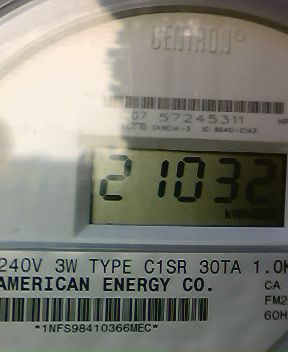 CENTRON®
07 57245311
21032
kWh
240V 3W TYPE C1SR 30TA 1.0K
AMERICAN ENERGY CO.
CA
FM2
60H
*1NFS98410366MEC*